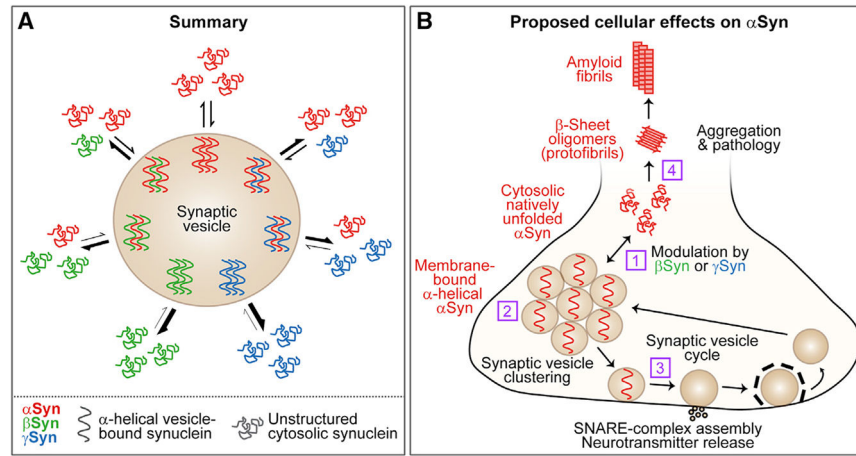 A
Summary
Synaptic
vesicle
αSyn
βSyn
γSyn
α-helical vesicle-
bound synuclein
Unstructured
cytosolic synuclein
B
Proposed cellular effects on αSyn
Amyloid
fibrils
β-Sheet
oligomers
(protofibrils)
Aggregation
& pathology
4
Cytosolic
natively
unfolded
αSyn
1
Modulation by
βSyn or γSyn
Membrane-
bound
α-helical
αSyn
2
Synaptic vesicle
clustering
3
Synaptic vesicle
cycle
SNARE-complex assembly
Neurotransmitter release